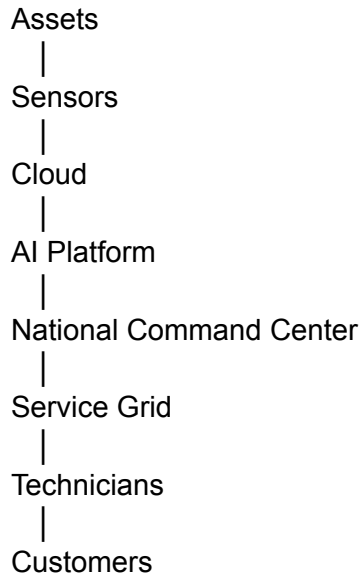 Assets
Sensors
Cloud
AI Platform
National Command Center
Service Grid
Technicians
Customers